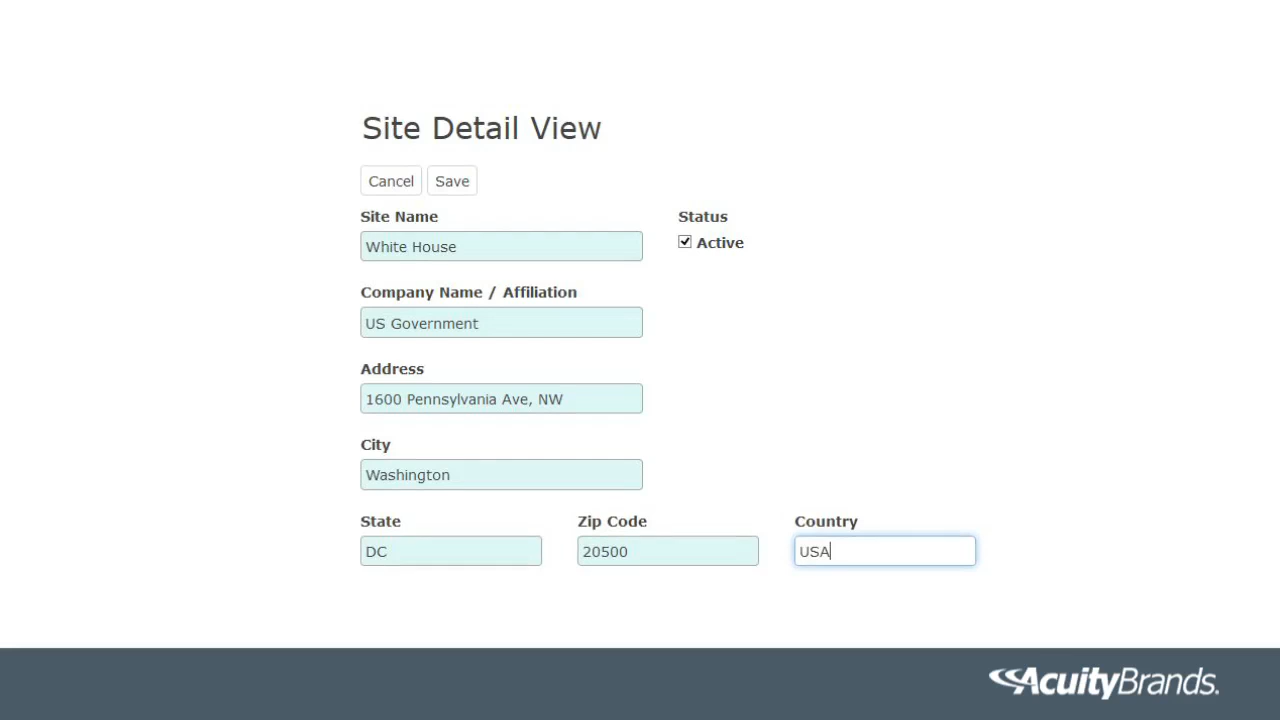 Site Detail View
Cancel Save
Site Name Status
White House Active
Company Name / Affiliation
US Government
Address
1600 Pennsylvania Ave, NW
City
Washington
State Zip Code Country
DC 20500 USA
AcuityBrands.